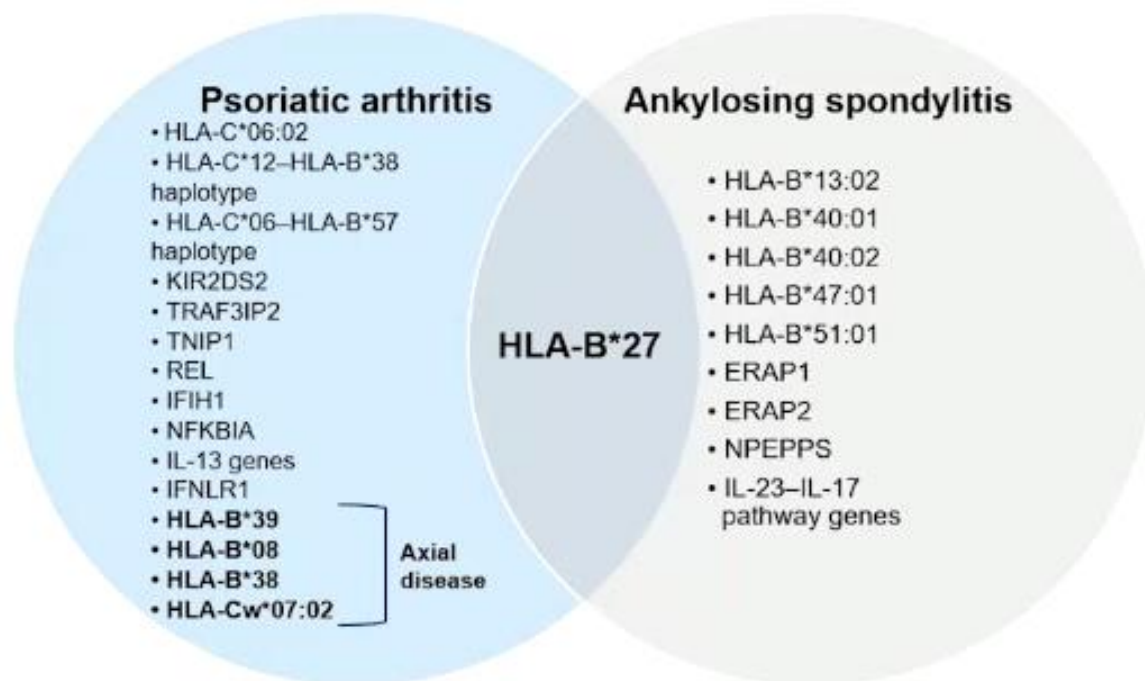 Psoriatic arthritis
• HLA-C*06:02
• HLA-C*12–HLA-B*38
haplotype
• HLA-C*06–HLA-B*57
haplotype
• KIR2DS2
• TRAF3IP2
• TNIP1
• REL
• IFIH1
• NFKBIA
• IL-13 genes
• IFNLR1
• HLA-B*39
• HLA-B*08
• HLA-B*38
• HLA-Cw*07:02
Axial
disease
HLA-B*27
Ankylosing spondylitis
• HLA-B*13:02
• HLA-B*40:01
• HLA-B*40:02
• HLA-B*47:01
• HLA-B*51:01
• ERAP1
• ERAP2
• NPEPPS
• IL-23–IL-17
pathway genes